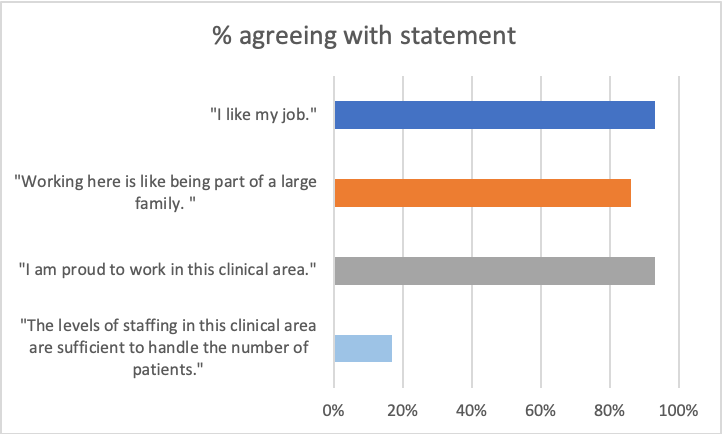 % agreeing with statement
"I like my job."
"Working here is like being part of a large
family. "
"I am proud to work in this clinical area."
"The levels of staffing in this clinical area
are sufficient to handle the number of
patients."
0% 20% 40% 60% 80% 100%